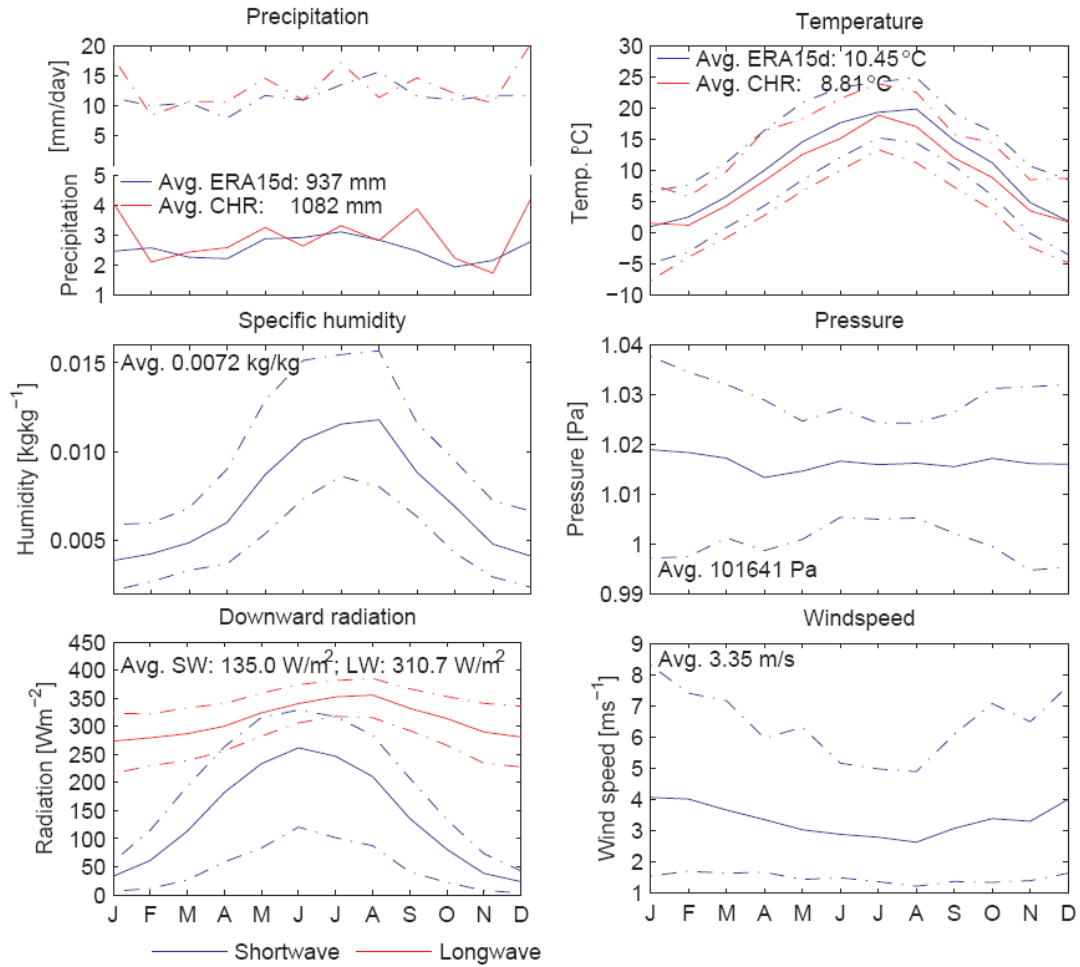 Precipitation
[mm/day]
20
15
10
5
Precipitation
5
4
3
2
1
Avg. ERA15d: 937 mm
Avg. CHR: 1082 mm
Temperature
Temp. [°C]
30
25
20
15
10
5
0
−5
−10
Avg. ERA15d: 10.45°C
Avg. CHR: 8.81°C
Specific humidity
Humidity [kgkg⁻¹]
0.015
0.010
0.005
Avg. 0.0072 kg/kg
Pressure
Pressure [Pa]
1.04
1.03
1.02
1.01
1
0.99
Avg. 101641 Pa
Downward radiation
Radiation [Wm⁻²]
450
400
350
300
250
200
150
100
50
0
Avg. SW: 135.0 W/m²; LW: 310.7 W/m²
J F M A M J J A S O N D
Shortwave Longwave
Windspeed
Wind speed [ms⁻¹]
9
8
7
6
5
4
3
2
1
Avg. 3.35 m/s
J F M A M J J A S O N D